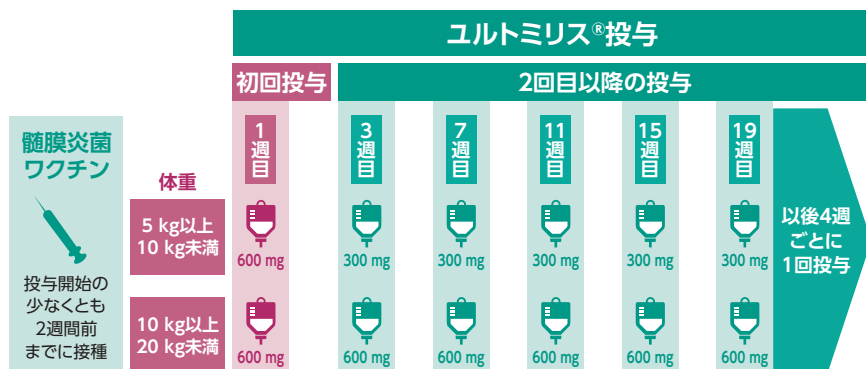 ユルトミリス®投与
初回投与
2回目以降の投与
髄膜炎菌
ワクチン
投与開始の
少なくとも
2週間前
までに接種
体重
1週目
3週目
7週目
11週目
15週目
19週目
5 kg以上
10 kg未満
600 mg
300 mg
300 mg
300 mg
300 mg
300 mg
10 kg以上
20 kg未満
600 mg
600 mg
600 mg
600 mg
600 mg
600 mg
以後4週
ごとに
1回投与